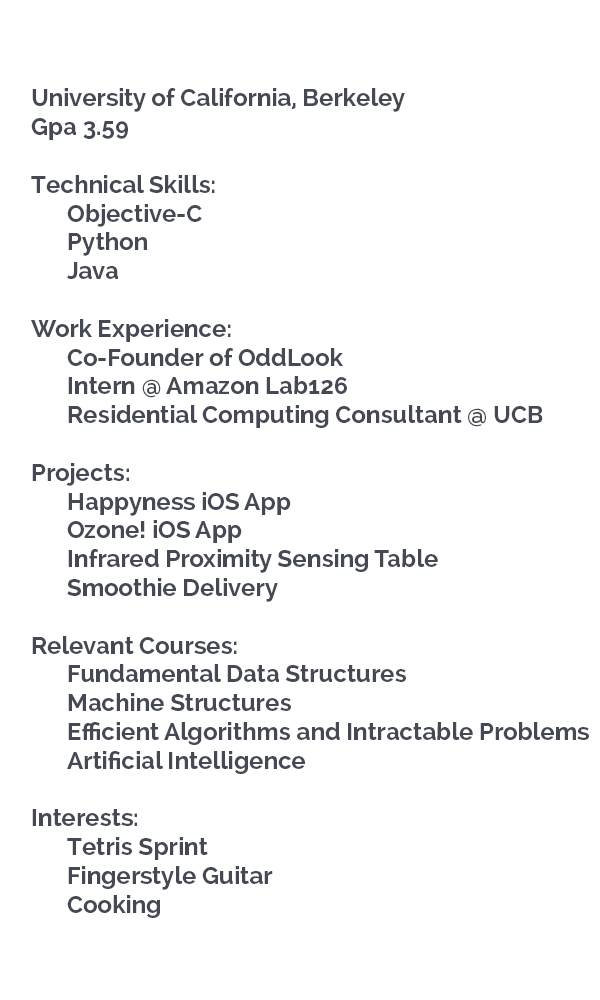 University of California, Berkeley
Gpa 3.59
Technical Skills:
Objective-C
Python
Java
Work Experience:
Co-Founder of OddLook
Intern @ Amazon Lab126
Residential Computing Consultant @ UCB
Projects:
Happyness iOS App
Ozone! iOS App
Infrared Proximity Sensing Table
Smoothie Delivery
Relevant Courses:
Fundamental Data Structures
Machine Structures
Efficient Algorithms and Intractable Problems
Artificial Intelligence
Interests:
Tetris Sprint
Fingerstyle Guitar
Cooking